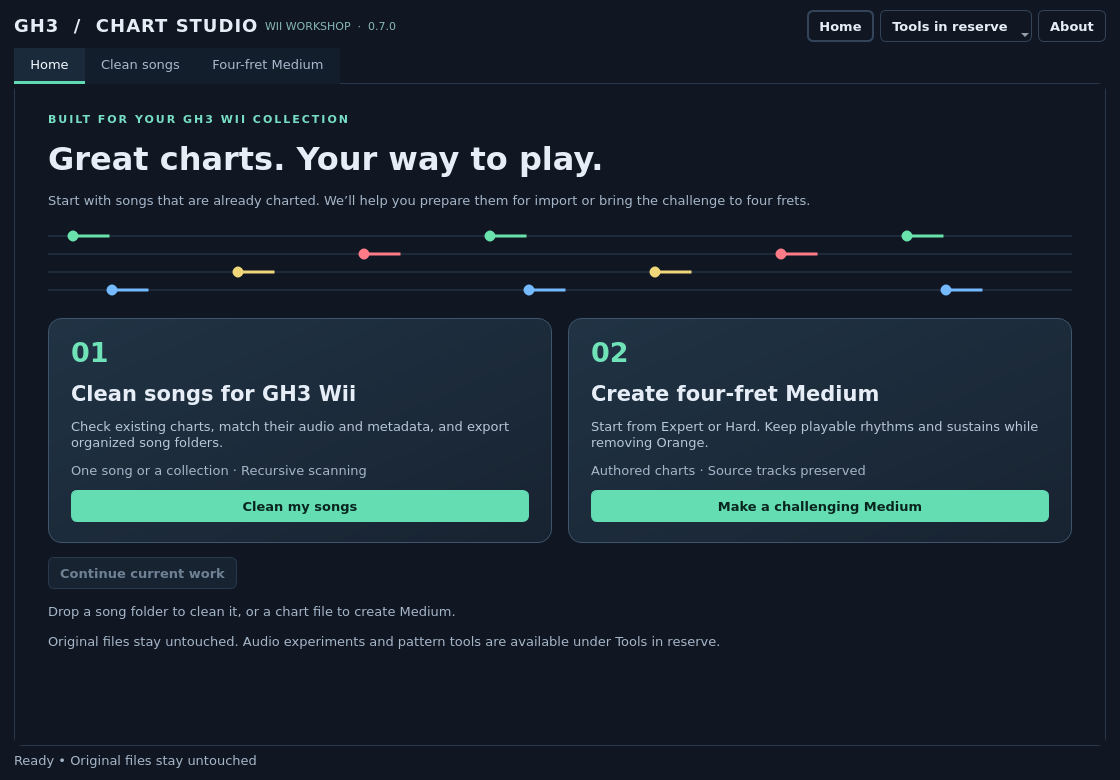 GH3 / CHART STUDIO WII WORKSHOP · 0.7.0
Home
Tools in reserve
About
Home
Clean songs
Four-fret Medium
BUILT FOR YOUR GH3 WII COLLECTION
Great charts. Your way to play.
Start with songs that are already charted. We’ll help you prepare them for import or bring the challenge to four frets.
01
Clean songs for GH3 Wii
Check existing charts, match their audio and metadata, and export
organized song folders.
One song or a collection · Recursive scanning
Clean my songs
02
Create four-fret Medium
Start from Expert or Hard. Keep playable rhythms and sustains while
removing Orange.
Authored charts · Source tracks preserved
Make a challenging Medium
Continue current work
Drop a song folder to clean it, or a chart file to create Medium.
Original files stay untouched. Audio experiments and pattern tools are available under Tools in reserve.
Ready • Original files stay untouched